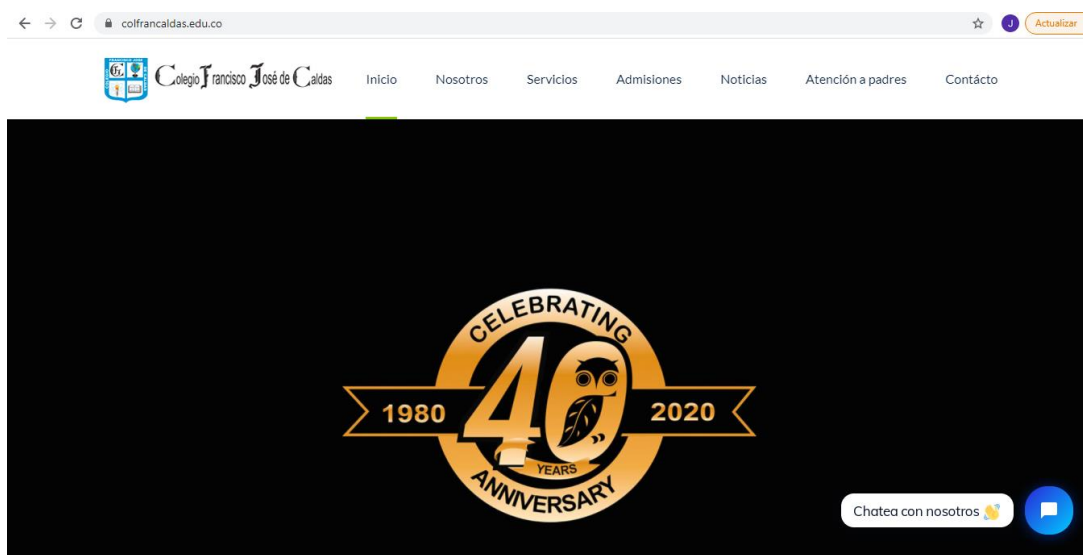 colfrancaldas.edu.co
J
Actualizar
Colegio Francisco José de Caldas
Inicio
Nosotros
Servicios
Admisiones
Noticias
Atención a padres
Contácto
CELEBRATING
40
1980
2020
YEARS
ANNIVERSARY
Chatea con nosotros 👋